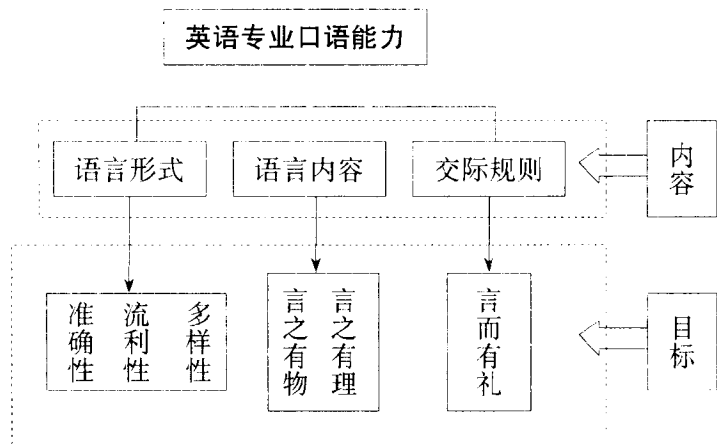 英语专业口语能力
语言形式
语言内容
交际规则
内容
准确性
流利性
多样性
言之有物
言之有理
言而有礼
目标